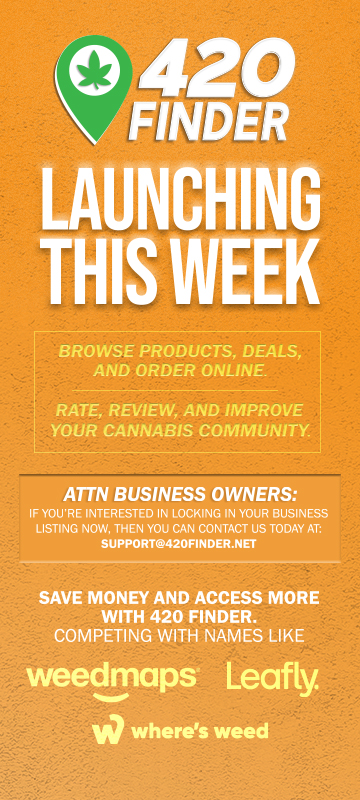 420
FINDER
LAUNCHING
THIS WEEK
BROWSE PRODUCTS, DEALS,
AND ORDER ONLINE.
RATE, REVIEW, AND IMPROVE
YOUR CANNABIS COMMUNITY.
ATTN BUSINESS OWNERS:
IF YOU'RE INTERESTED IN LOCKING IN YOUR BUSINESS
LISTING NOW, THEN YOU CAN CONTACT US TODAY AT:
SUPPORT@420FINDER.NET
SAVE MONEY AND ACCESS MORE
WITH 420 FINDER.
COMPETING WITH NAMES LIKE
weedmaps Leafly.
where's weed